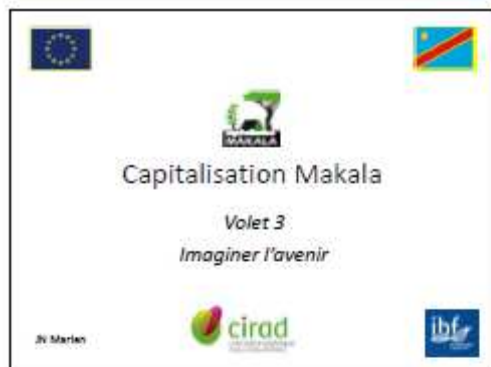 MAKALA
Capitalisation Makala
Volet 3
Imaginer l'avenir
JN Marien
cirad
ibf